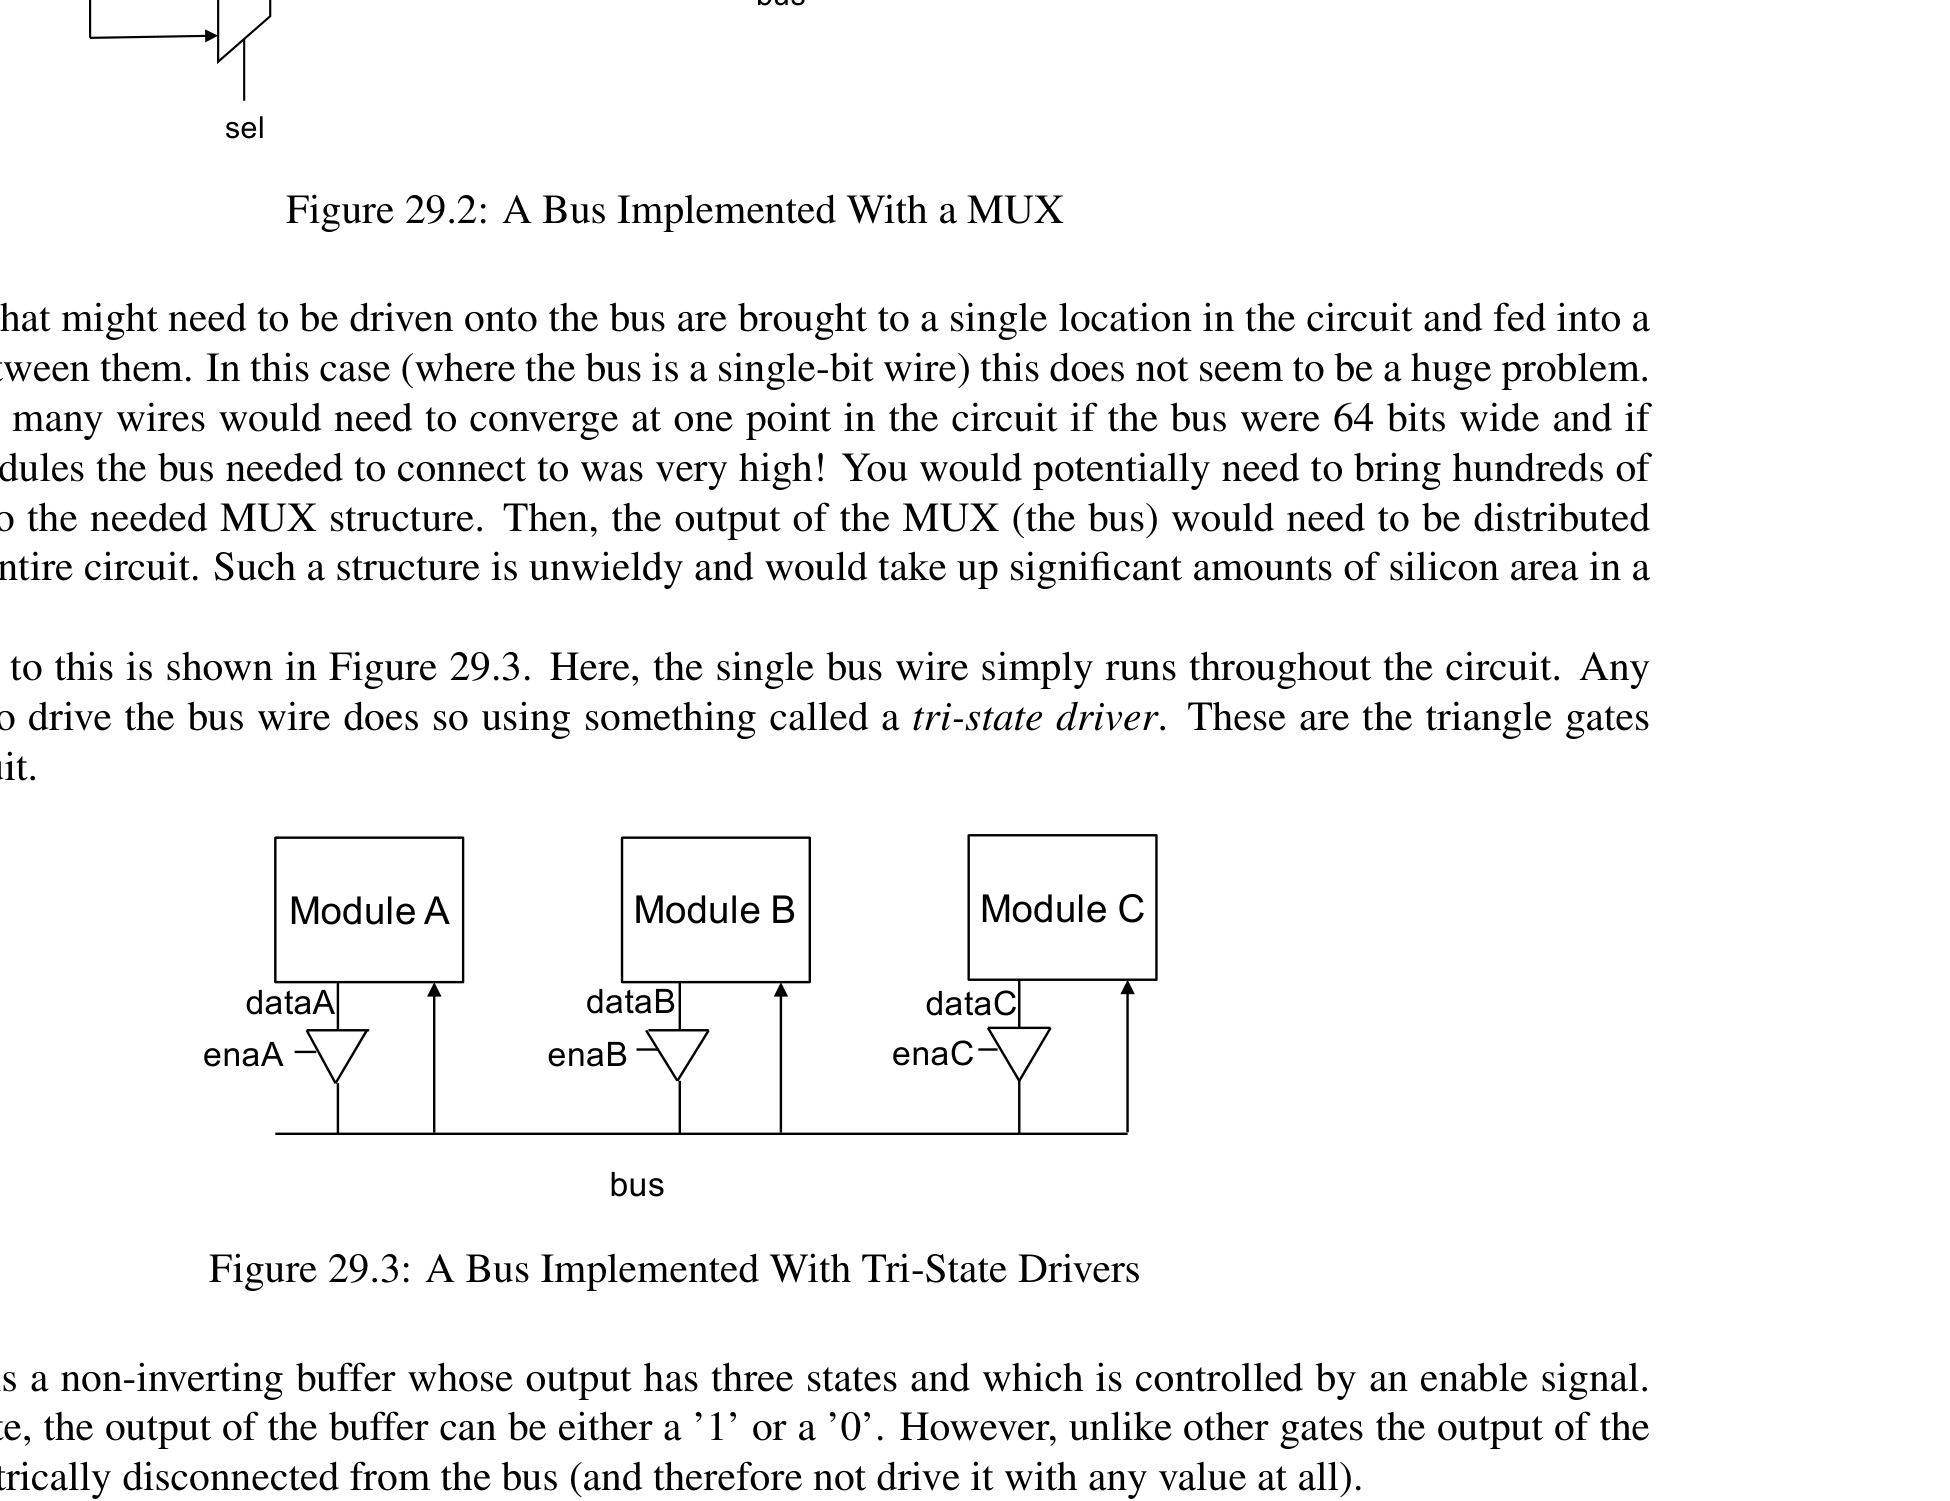 bus
sel
Figure 29.2: A Bus Implemented With a MUX
hat might need to be driven onto the bus are brought to a single location in the circuit and fed into a
tween them. In this case (where the bus is a single-bit wire) this does not seem to be a huge problem.
many wires would need to converge at one point in the circuit if the bus were 64 bits wide and if
dules the bus needed to connect to was very high! You would potentially need to bring hundreds of
o the needed MUX structure. Then, the output of the MUX (the bus) would need to be distributed
ntire circuit. Such a structure is unwieldy and would take up significant amounts of silicon area in a
to this is shown in Figure 29.3. Here, the single bus wire simply runs throughout the circuit. Any
o drive the bus wire does so using something called a tri-state driver. These are the triangle gates
uit.
Module A Module B Module C
dataA dataB dataC
enaA enaB enaC
bus
Figure 29.3: A Bus Implemented With Tri-State Drivers
s a non-inverting buffer whose output has three states and which is controlled by an enable signal.
te, the output of the buffer can be either a ’1’ or a ’0’. However, unlike other gates the output of the
trically disconnected from the bus (and therefore not drive it with any value at all).